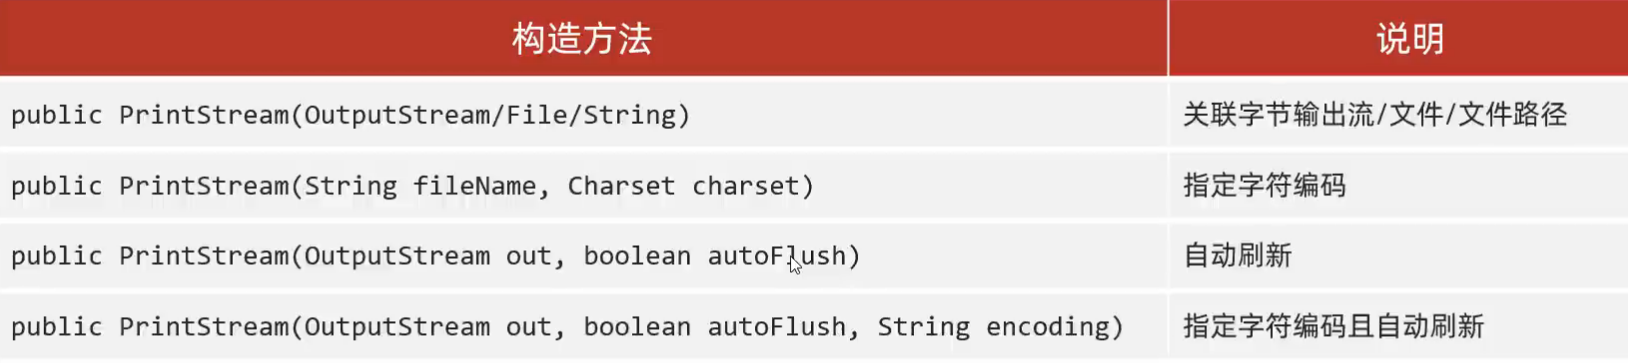 构造方法 说明
public PrintStream(OutputStream/File/String) 关联字节输出流/文件/文件路径
public PrintStream(String fileName, Charset charset) 指定字符编码
public PrintStream(OutputStream out, boolean autoFlush) 自动刷新
public PrintStream(OutputStream out, boolean autoFlush, String encoding) 指定字符编码且自动刷新